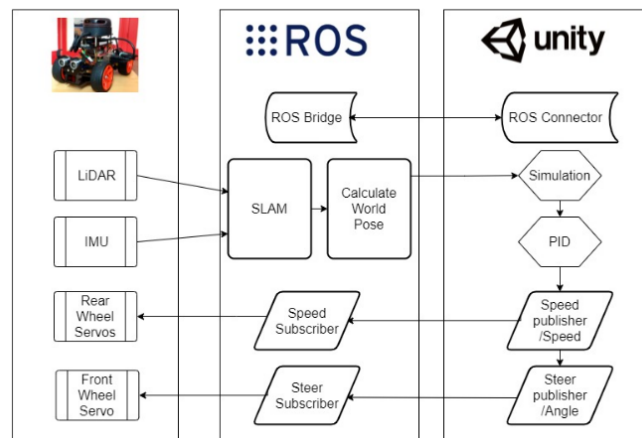 ROS
unity
ROS Bridge
ROS Connector
LiDAR
SLAM
Calculate
World
Pose
Simulation
IMU
PID
Rear
Wheel
Servos
Speed
Subscriber
Speed
publisher
/Speed
Front
Wheel
Servo
Steer
Subscriber
Steer
publisher
/Angle